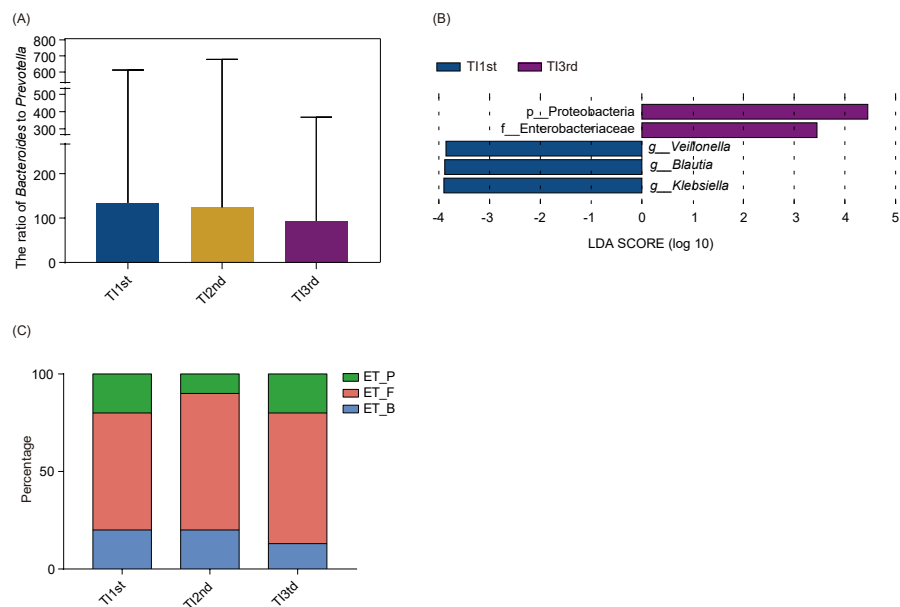 (A)
The ratio of Bacteroides to Prevotella
800
700
600
500
400
300
200
100
0
TI1st
TI2nd
TI3rd
(B)
TI1st
TI3rd
p__Proteobacteria
f__Enterobacteriaceae
g__Veillonella
g__Blautia
g__Klebsiella
-4 -3 -2 -1 0 1 2 3 4 5
LDA SCORE (log 10)
(C)
Percentage
100
50
0
TI1st
TI2nd
TI3td
ET_P
ET_F
ET_B